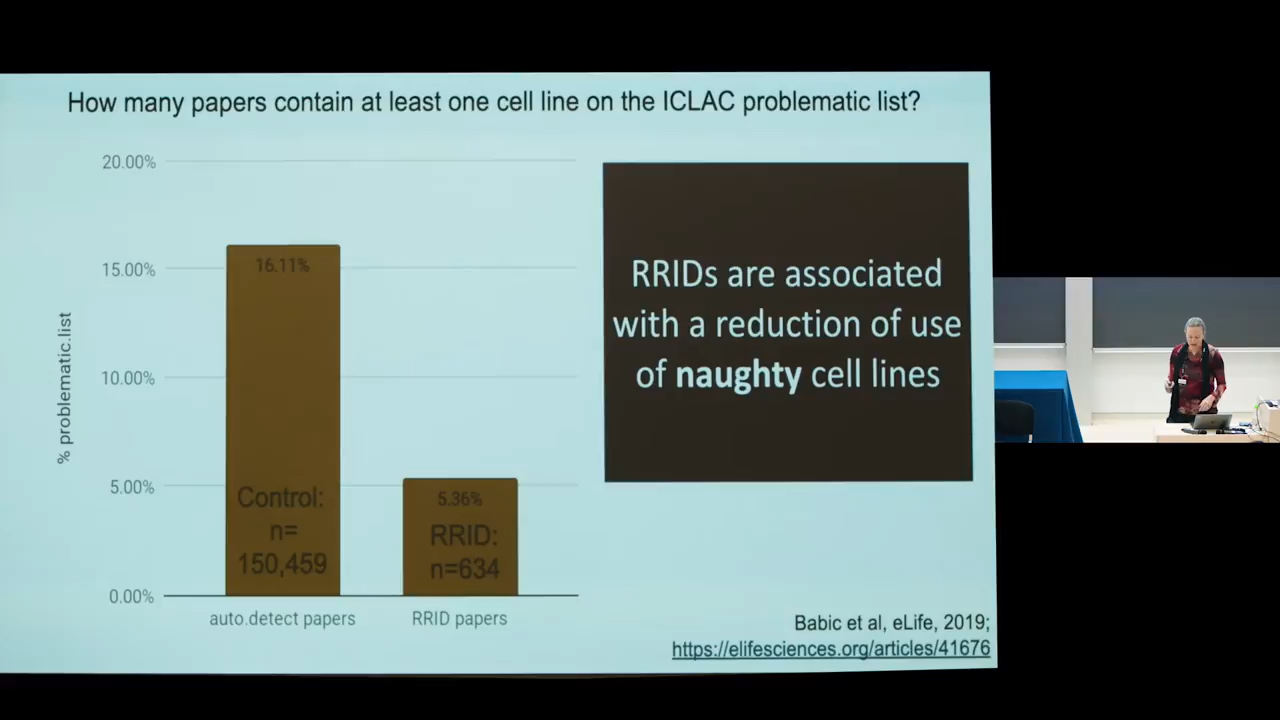 How many papers contain at least one cell line on the ICLAC problematic list?
20.00%
15.00%
10.00%
5.00%
0.00%
% problematic.list
16.11%
Control:
n=
150,459
5.36%
RRID:
n=634
auto.detect papers
RRID papers
RRIDs are associated
with a reduction of use
of naughty cell lines
Babic et al, eLife, 2019;
https://elifesciences.org/articles/41676